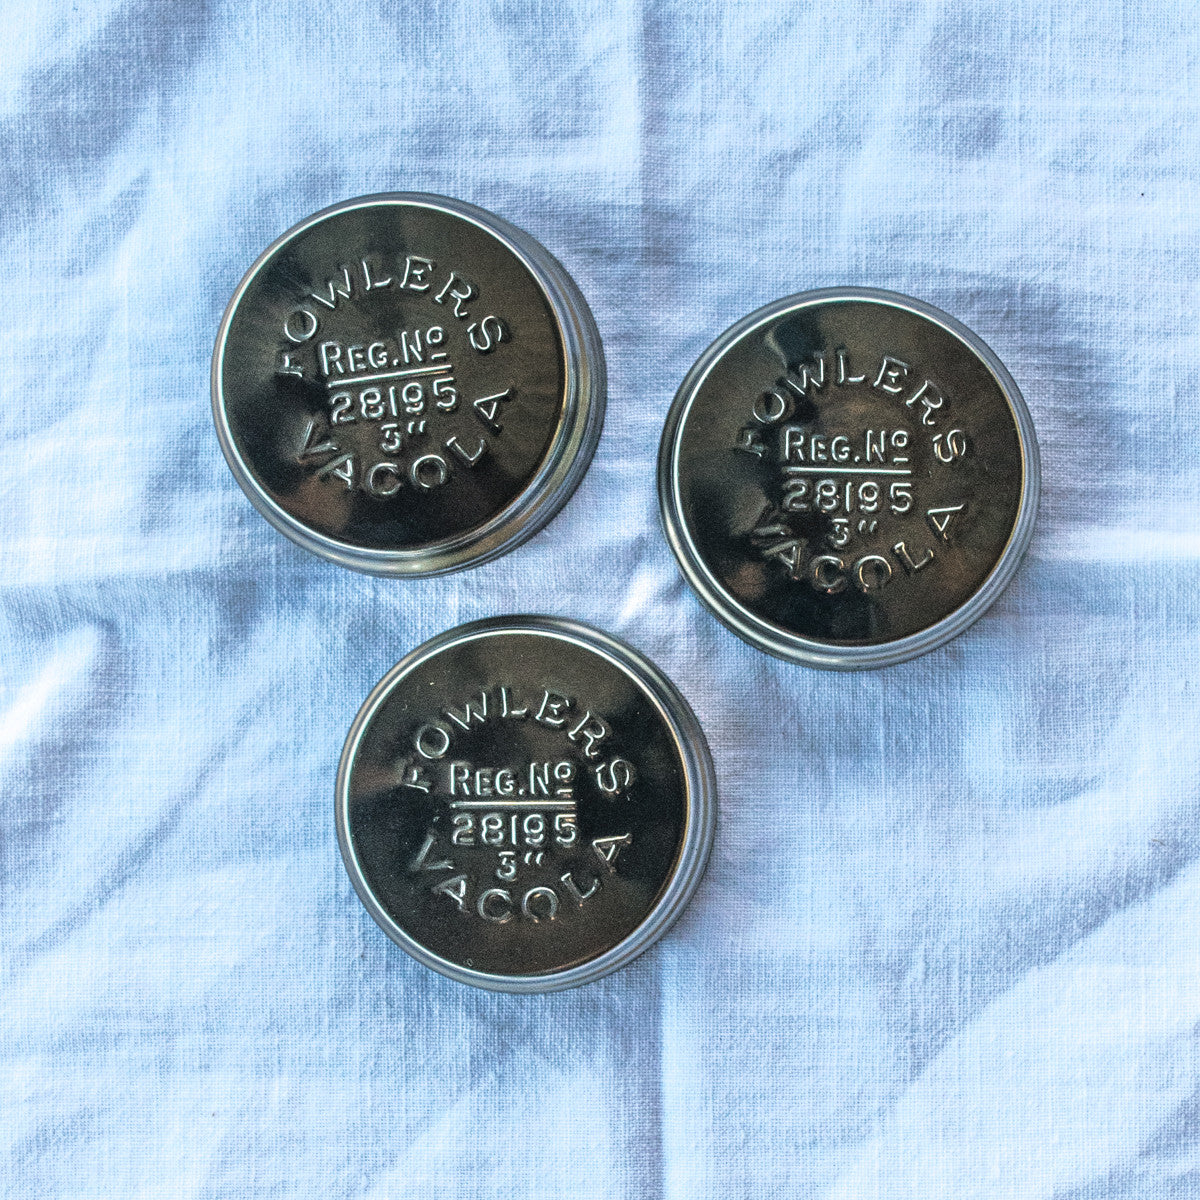 FOWLERS
REG. Nº
28195
3"
VACOLA
FOWLERS
REG. Nº
28195
3"
VACOLA
FOWLERS
REG. Nº
28195
3"
VACOLA